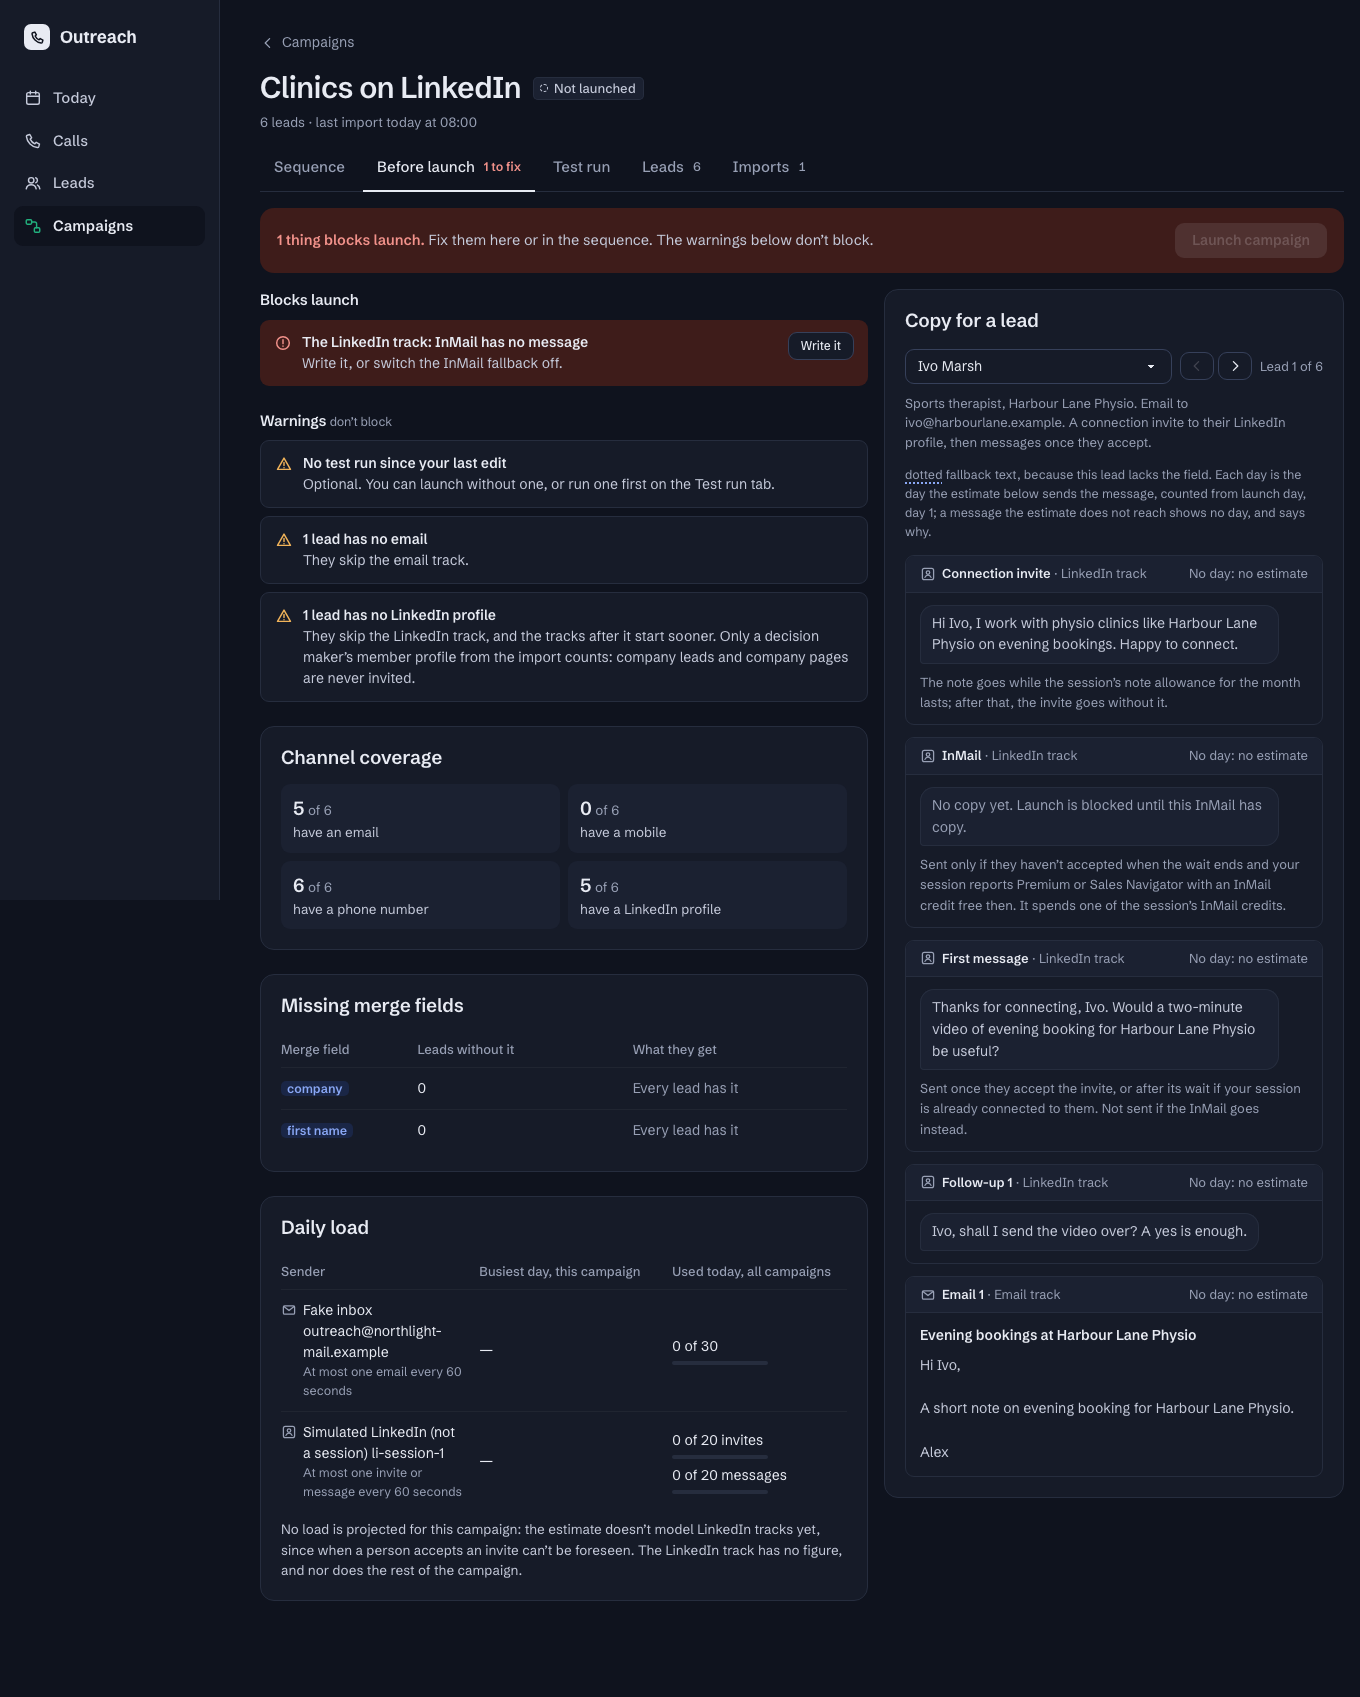 Outreach
Today
Calls
Leads
Campaigns
Campaigns
Clinics on LinkedIn
Not launched
6 leads · last import today at 08:00
Sequence
Before launch 1 to fix
Test run
Leads 6
Imports 1
1 thing blocks launch. Fix them here or in the sequence. The warnings below don't block.
Launch campaign
Blocks launch
The LinkedIn track: InMail has no message
Write it, or switch the InMail fallback off.
Write it
Warnings don't block
No test run since your last edit
Optional. You can launch without one, or run one first on the Test run tab.
1 lead has no email
They skip the email track.
1 lead has no LinkedIn profile
They skip the LinkedIn track, and the tracks after it start sooner. Only a decision
maker's member profile from the import counts: company leads and company pages
are never invited.
Channel coverage
5 of 6
have an email
0 of 6
have a mobile
6 of 6
have a phone number
5 of 6
have a LinkedIn profile
Missing merge fields
Merge field
Leads without it
What they get
company
0
Every lead has it
first name
0
Every lead has it
Daily load
Sender
Busiest day, this campaign
Used today, all campaigns
Fake inbox
outreach@northlight-
mail.example
At most one email every 60
seconds
—
0 of 30
Simulated LinkedIn (not
a session) li-session-1
At most one invite or
message every 60 seconds
—
0 of 20 invites
0 of 20 messages
No load is projected for this campaign: the estimate doesn't model LinkedIn tracks yet,
since when a person accepts an invite can't be foreseen. The LinkedIn track has no figure,
and nor does the rest of the campaign.
Copy for a lead
Ivo Marsh
Lead 1 of 6
Sports therapist, Harbour Lane Physio. Email to
ivo@harbourlane.example. A connection invite to their LinkedIn
profile, then messages once they accept.
dotted fallback text, because this lead lacks the field. Each day is the
day the estimate below sends the message, counted from launch day,
day 1; a message the estimate does not reach shows no day, and says
why.
Connection invite · LinkedIn track
No day: no estimate
Hi Ivo, I work with physio clinics like Harbour Lane
Physio on evening bookings. Happy to connect.
The note goes while the session's note allowance for the month
lasts; after that, the invite goes without it.
InMail · LinkedIn track
No day: no estimate
No copy yet. Launch is blocked until this InMail has
copy.
Sent only if they haven't accepted when the wait ends and your
session reports Premium or Sales Navigator with an InMail
credit free then. It spends one of the session's InMail credits.
First message · LinkedIn track
No day: no estimate
Thanks for connecting, Ivo. Would a two-minute
video of evening booking for Harbour Lane Physio
be useful?
Sent once they accept the invite, or after its wait if your session
is already connected to them. Not sent if the InMail goes
instead.
Follow-up 1 · LinkedIn track
No day: no estimate
Ivo, shall I send the video over? A yes is enough.
Email 1 · Email track
No day: no estimate
Evening bookings at Harbour Lane Physio
Hi Ivo,
A short note on evening booking for Harbour Lane Physio.
Alex